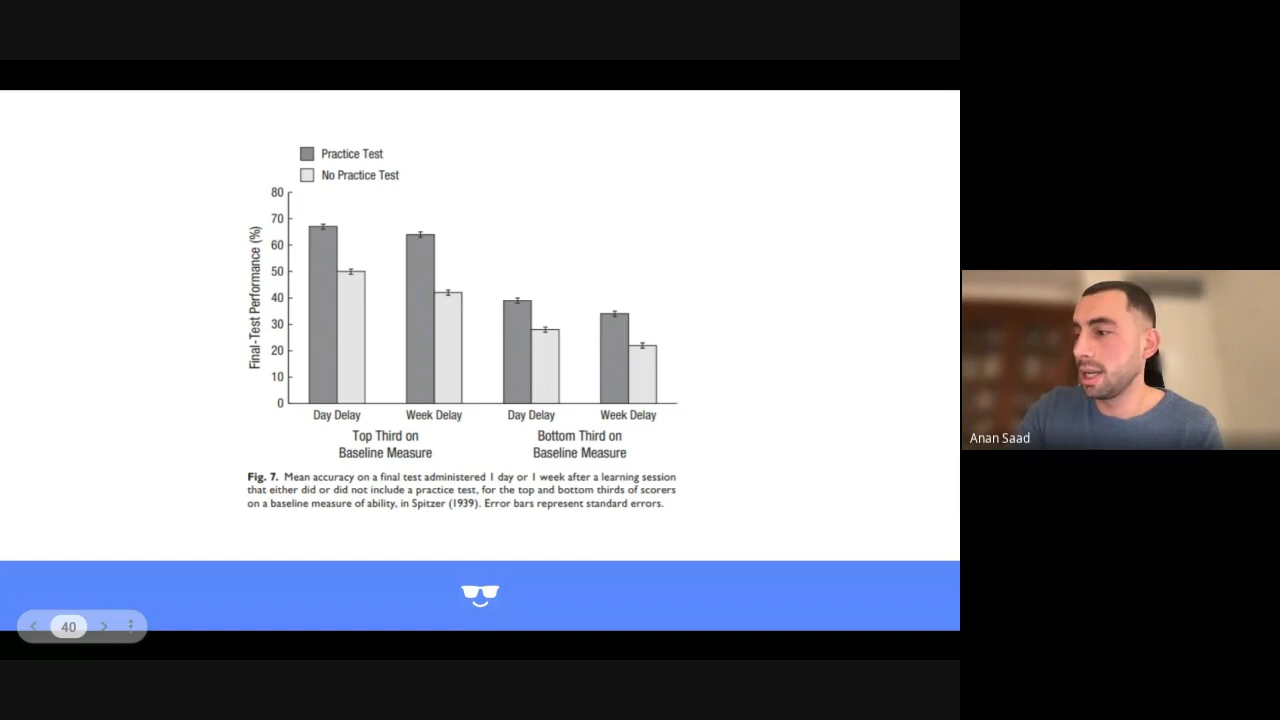 Practice Test
No Practice Test
80
70
60
50
40
30
20
10
0
Final-Test Performance (%)
Day Delay
Week Delay
Day Delay
Week Delay
Top Third on
Baseline Measure
Bottom Third on
Baseline Measure
Fig. 7. Mean accuracy on a final test administered 1 day or 1 week after a learning session
that either did or did not include a practice test, for the top and bottom thirds of scorers
on a baseline measure of ability, in Spitzer (1939). Error bars represent standard errors.
40
Anan Saad